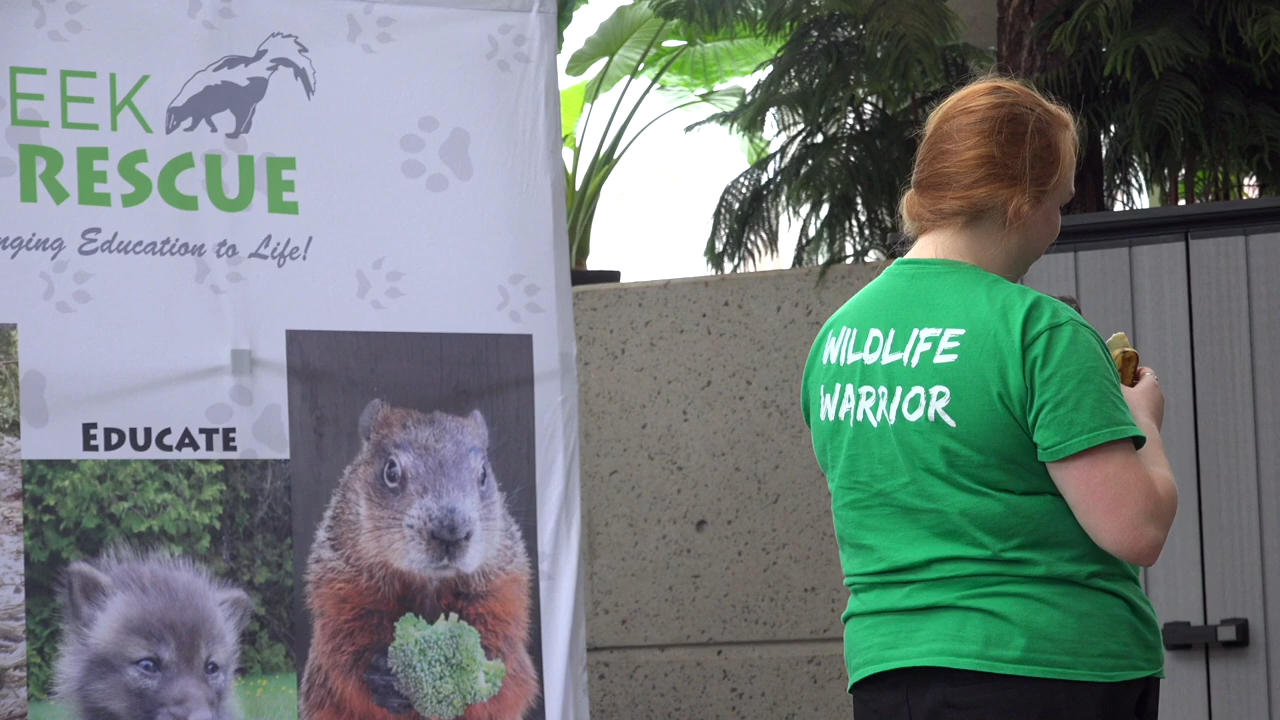 EEK
RESCUE
nging Education to Life!
EDUCATE
WILDLIFE
WARRIOR